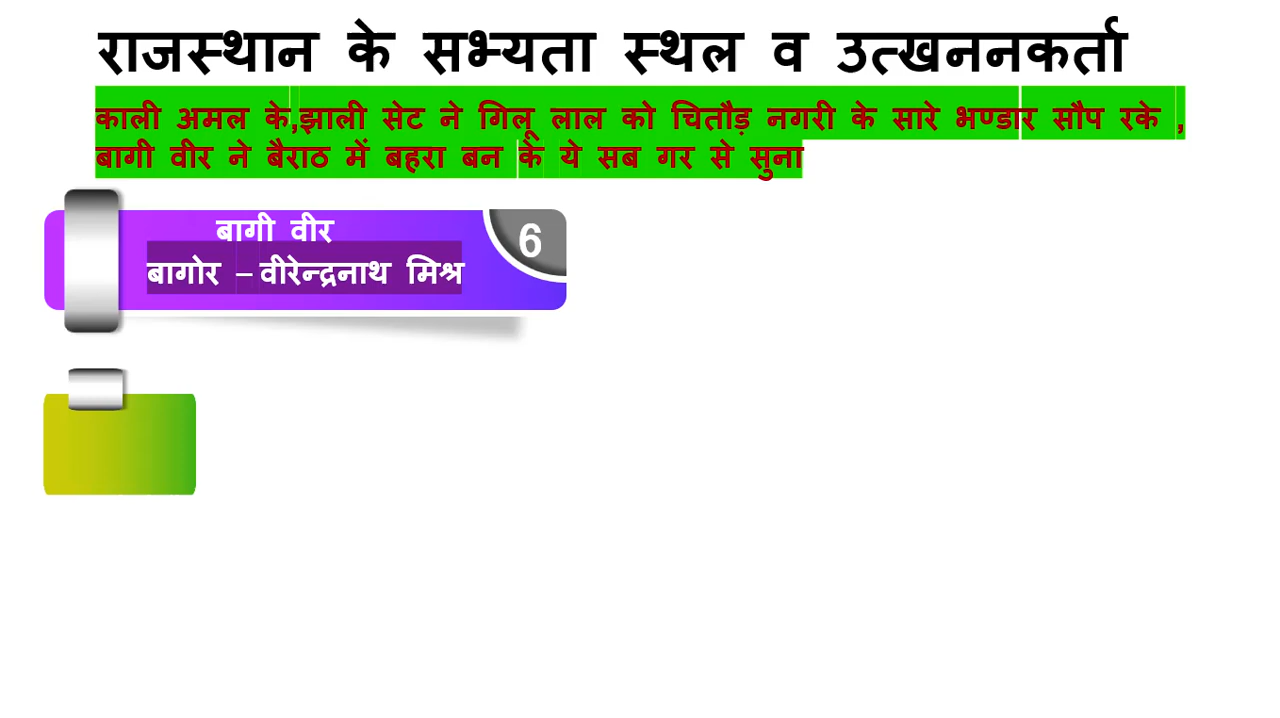 राजस्थान के सभ्यता स्थल व उत्खननकर्ता
काली अमल के,झाली सेट ने गिलू लाल को चितौड़ नगरी के सारे भण्डार सौप रके ,
बागी वीर ने बैराठ में बहरा बन के ये सब गर से सुना
बागी वीर
6
बागोर – वीरेन्द्रनाथ मिश्र